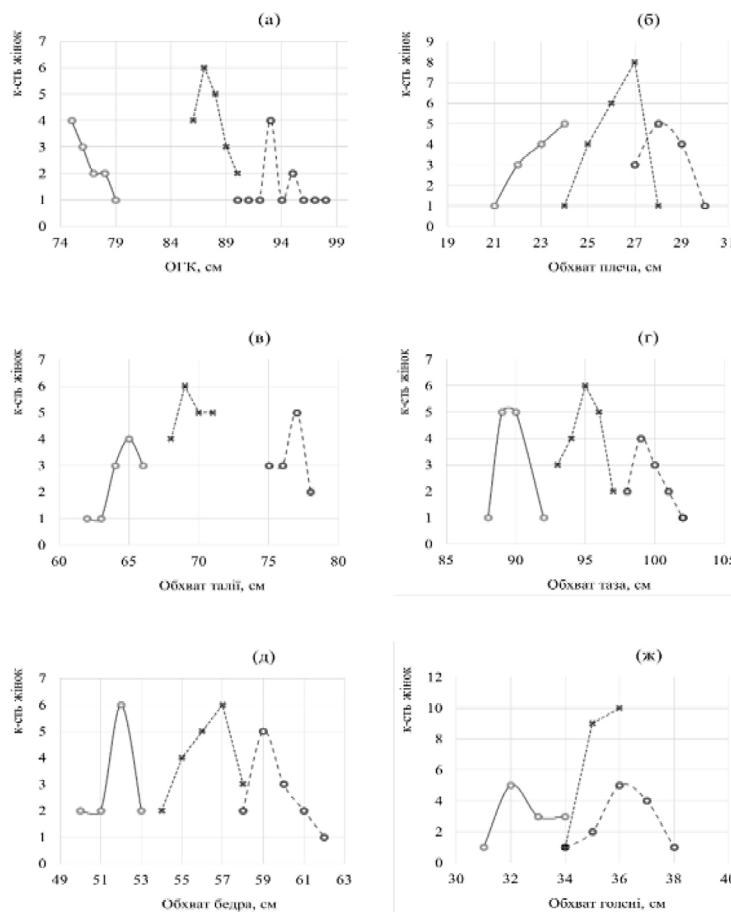 (а)
к-сть жінок
7
6
5
4
3
2
1
0
74 79 84 89 94 99
ОГК, см
(б)
к-сть жінок
9
8
7
6
5
4
3
2
1
0
19 21 23 25 27 29 31
Обхват плеча, см
(в)
к-сть жінок
7
6
5
4
3
2
1
0
60 65 70 75 80
Обхват талії, см
(г)
к-сть жінок
7
6
5
4
3
2
1
0
85 90 95 100 105
Обхват таза, см
(д)
к-сть жінок
7
6
5
4
3
2
1
0
49 51 53 55 57 59 61 63
Обхват бедра, см
(ж)
к-сть жінок
12
10
8
6
4
2
0
30 32 34 36 38 40
Обхват голені, см